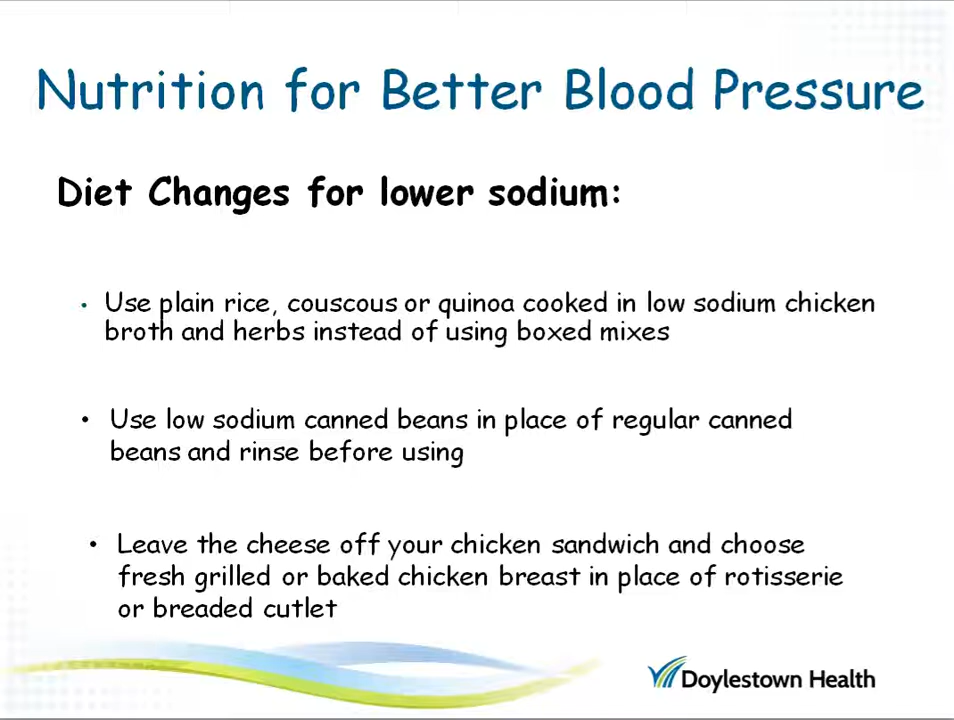 Nutrition for Better Blood Pressure
Diet Changes for lower sodium:
• Use plain rice, couscous or quinoa cooked in low sodium chicken
broth and herbs instead of using boxed mixes
• Use low sodium canned beans in place of regular canned
beans and rinse before using
• Leave the cheese off your chicken sandwich and choose
fresh grilled or baked chicken breast in place of rotisserie
or breaded cutlet
Doylestown Health